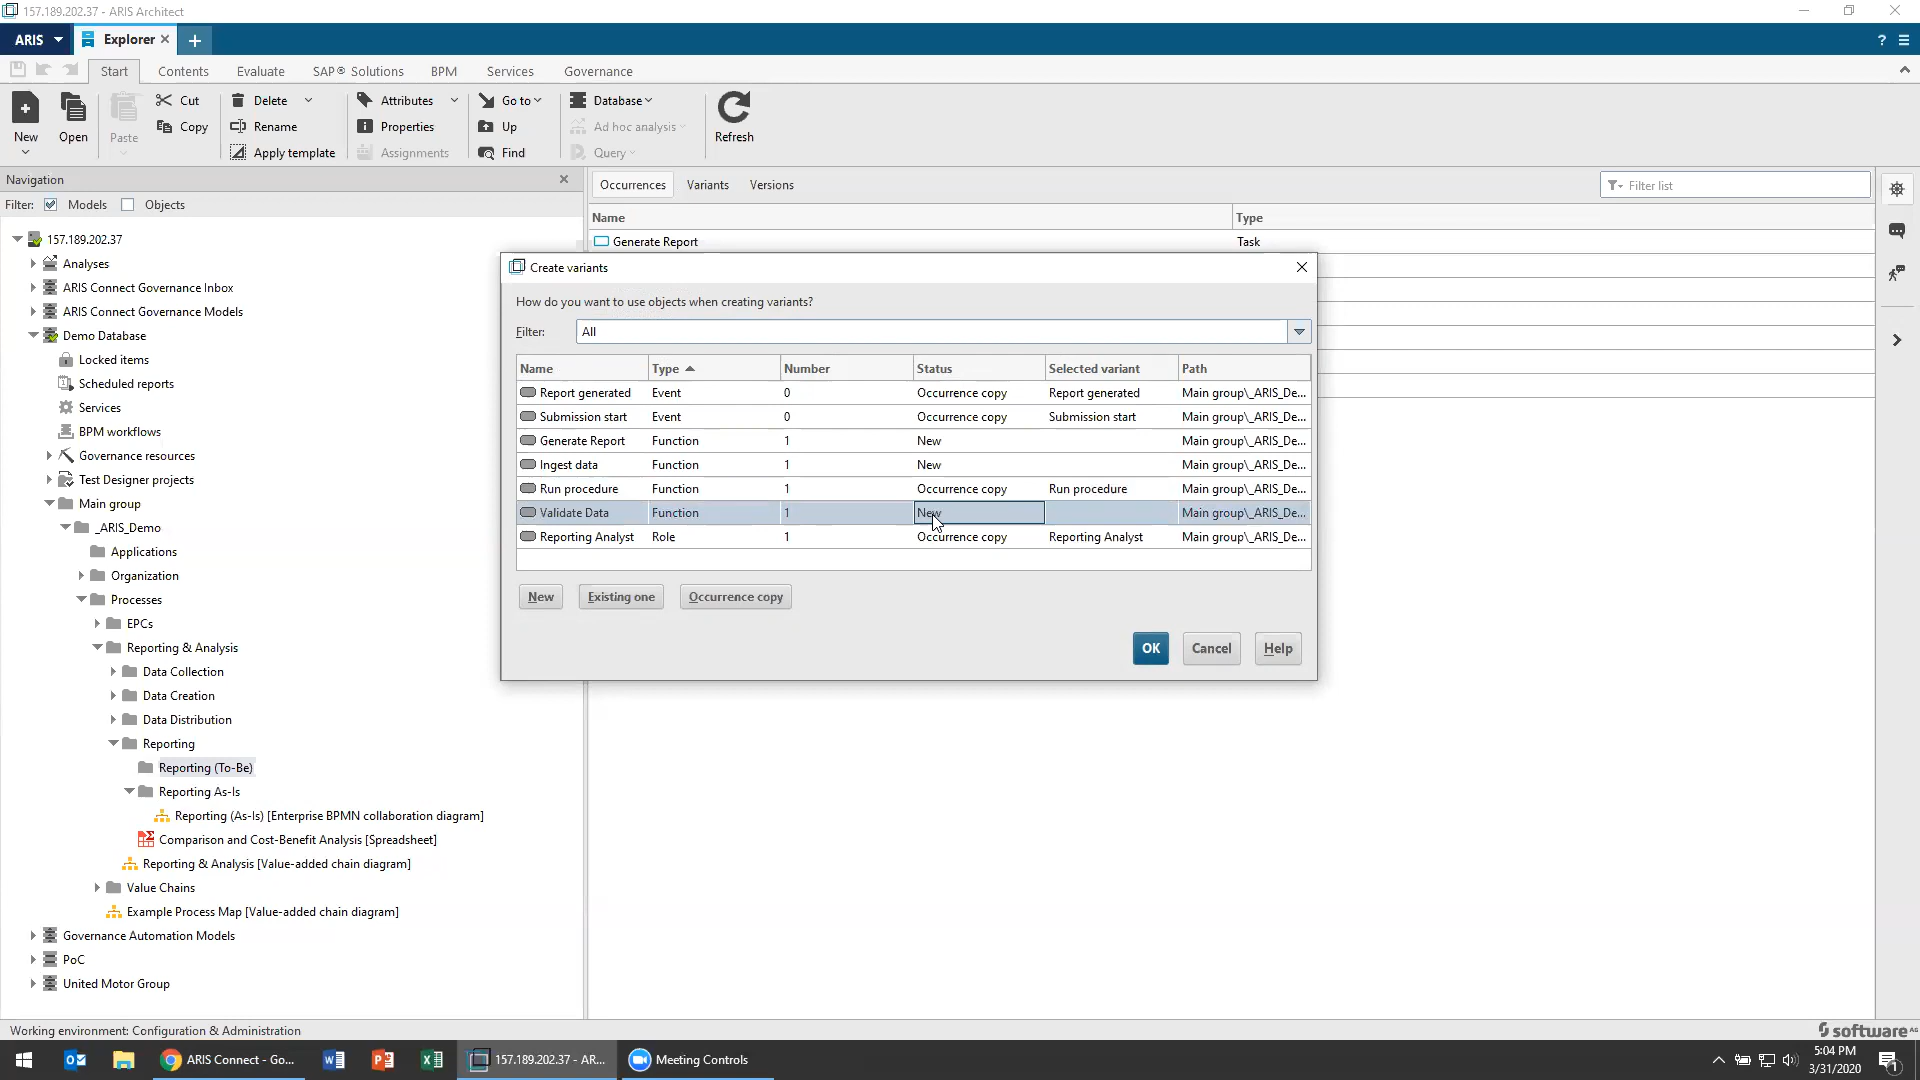 157.189.202.37 - ARIS Architect
ARIS Explorer
Start Contents Evaluate SAP® Solutions BPM Services Governance
New Open Paste Cut Copy Delete Rename Apply template Attributes Properties Assignments Go to Up Find Database Ad hoc analysis Query Refresh
Navigation
Filter: Models Objects
157.189.202.37
Analyses
ARIS Connect Governance Inbox
ARIS Connect Governance Models
Demo Database
Locked items
Scheduled reports
Services
BPM workflows
Governance resources
Test Designer projects
Main group
_ARIS_Demo
Applications
Organization
Processes
EPCs
Reporting & Analysis
Data Collection
Data Creation
Data Distribution
Reporting
Reporting (To-Be)
Reporting As-Is
Reporting (As-Is) [Enterprise BPMN collaboration diagram]
Comparison and Cost-Benefit Analysis [Spreadsheet]
Reporting & Analysis [Value-added chain diagram]
Value Chains
Example Process Map [Value-added chain diagram]
Governance Automation Models
PoC
United Motor Group
Occurrences Variants Versions Filter list
Name Type
Generate Report Task
Create variants
How do you want to use objects when creating variants?
Filter: All
Name Type Number Status Selected variant Path
Report generated Event 0 Occurrence copy Report generated Main group\_ARIS_De...
Submission start Event 0 Occurrence copy Submission start Main group\_ARIS_De...
Generate Report Function 1 New Main group\_ARIS_De...
Ingest data Function 1 New Main group\_ARIS_De...
Run procedure Function 1 Occurrence copy Run procedure Main group\_ARIS_De...
Validate Data Function 1 New Main group\_ARIS_De...
Reporting Analyst Role 1 Occurrence copy Reporting Analyst Main group\_ARIS_De...
New Existing one Occurrence copy
OK Cancel Help
Working environment: Configuration & Administration
software AG
ARIS Connect - Go... 157.189.202.37 - AR... Meeting Controls
5:04 PM
3/31/2020
1